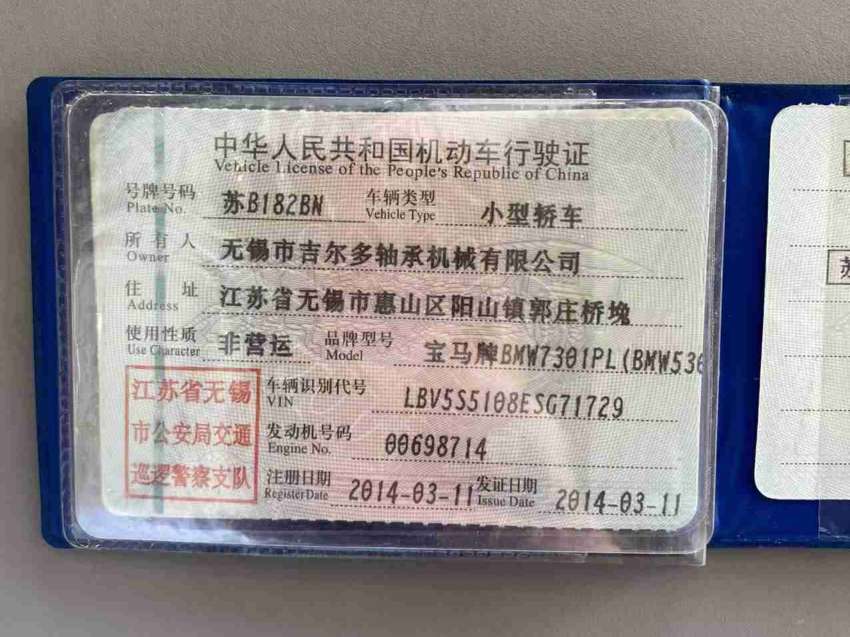 中华人民共和国机动车行驶证
Vehicle License of the People's Republic of China
号牌号码 苏B182BN 车辆类型 小型轿车
Plate No. Vehicle Type
所有人 无锡市吉尔多轴承机械有限公司
Owner
住址 江苏省无锡市惠山区阳山镇郭庄桥堍
Address
使用性质 非营运 品牌型号 宝马牌BMW7301PL(BMW530
Use Character Model
江苏省无锡
市公安局交通
巡逻警察支队
车辆识别代号 LBV5S5108ESG71729
VIN
发动机号码 00698714
Engine No.
注册日期 2014-03-11 发证日期 2014-03-11
Register Date Issue Date
苏